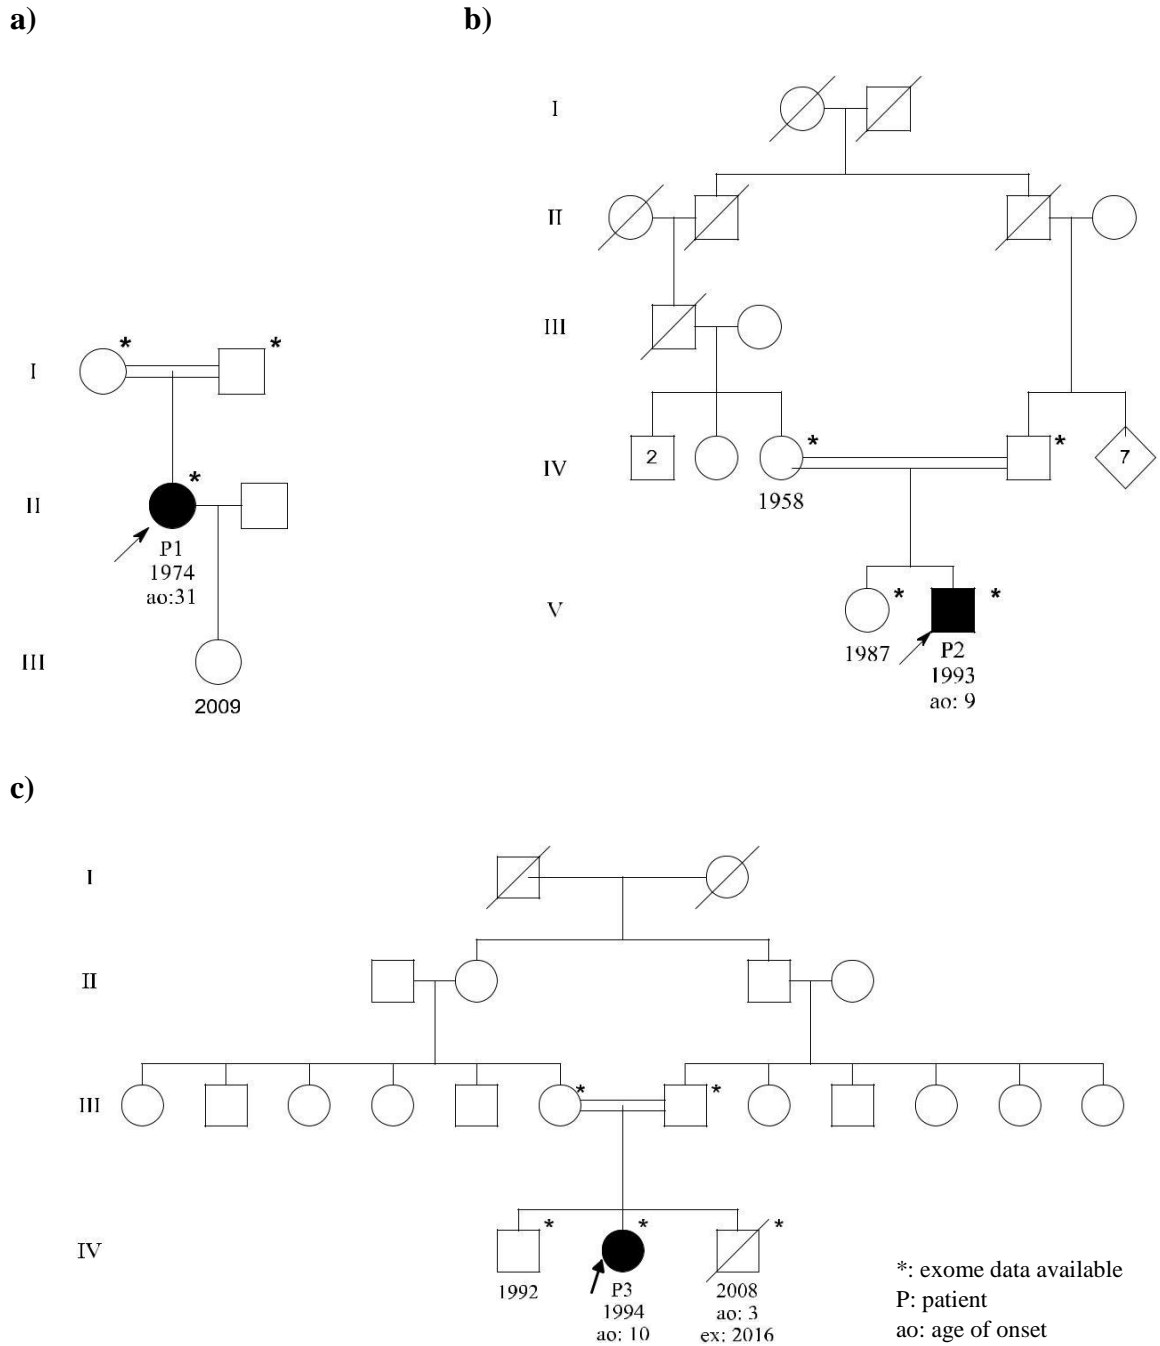 a)
I
*
*
II
*
P1
1974
ao:31
III
2009
b)
I
II
III
IV
2
*
*
7
1958
V
*
*
1987
P2
1993
ao: 9
c)
I
II
III
*
*
IV
*
*
*
1992
P3
1994
ao: 10
2008
ao: 3
ex: 2016
*: exome data available
P: patient
ao: age of onset